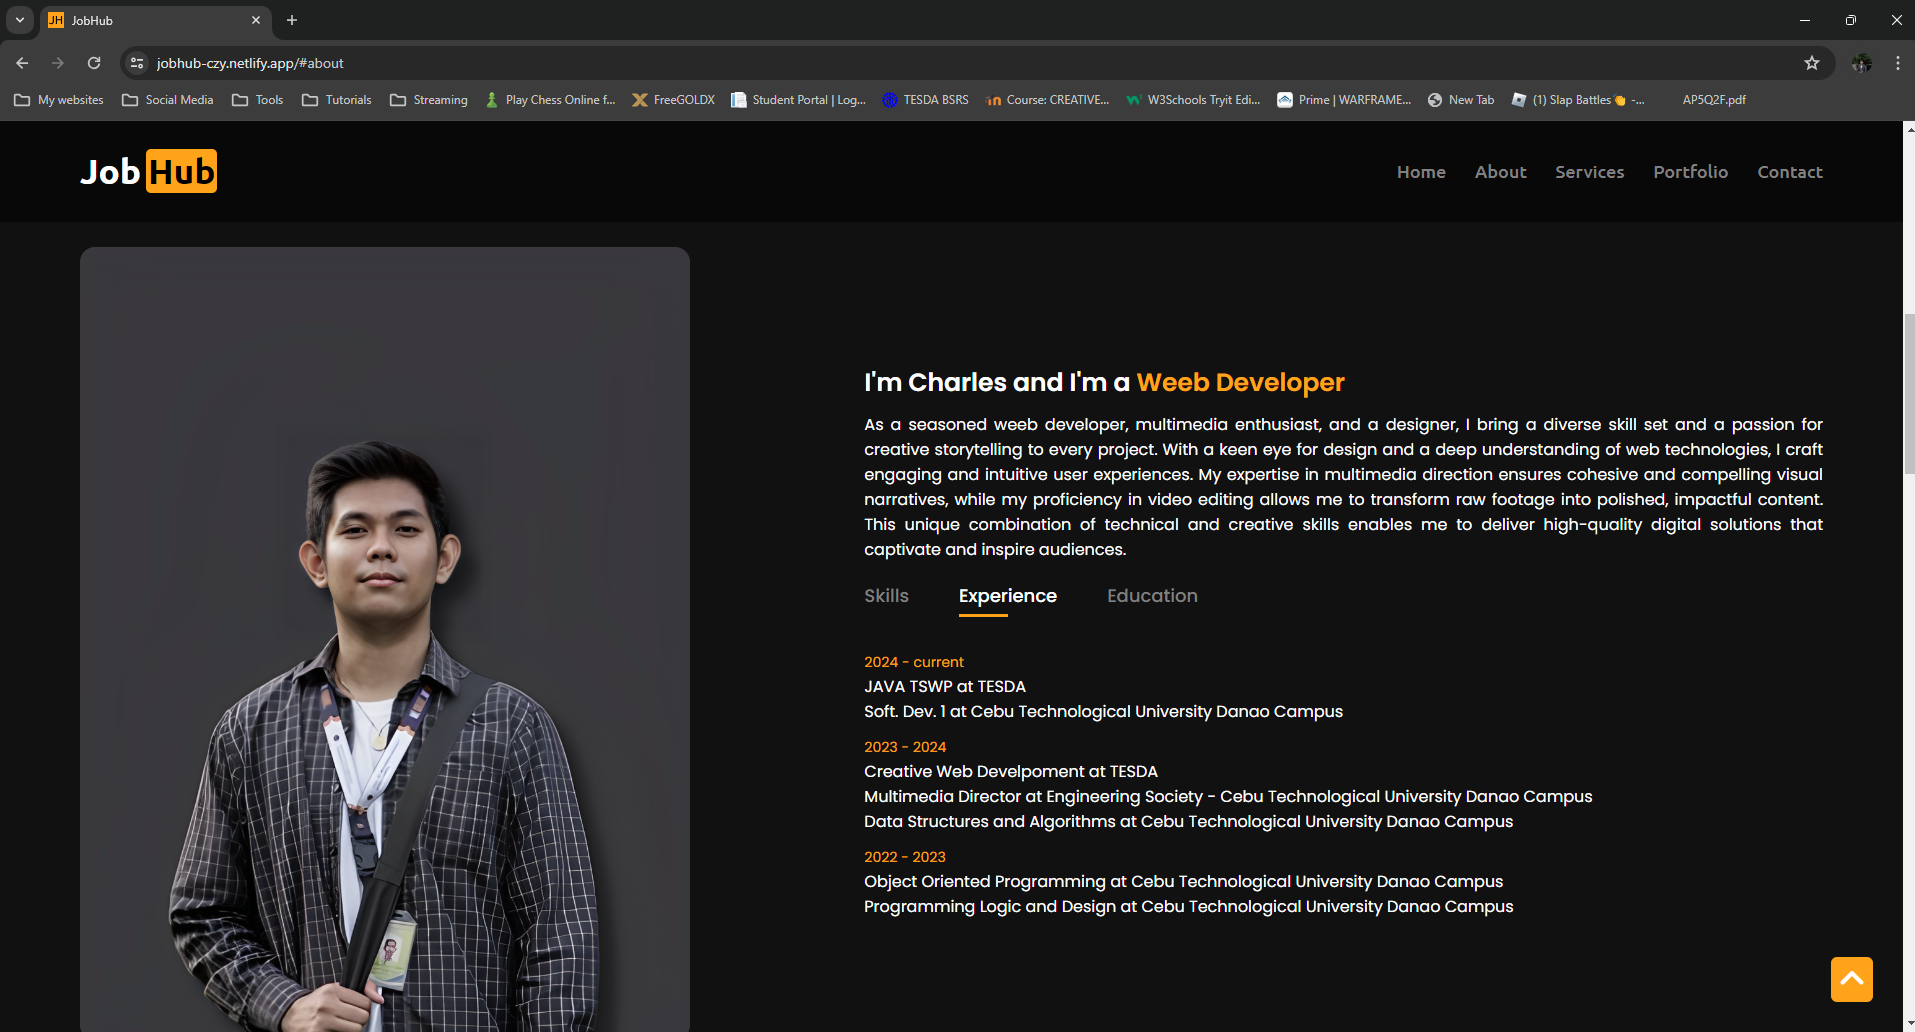 JH JobHub
jobhub-czy.netlify.app/#about
My websites Social Media Tools Tutorials Streaming Play Chess Online f... FreeGOLDX Student Portal | Log... TESDA BSRS Course: CREATIVE... W3Schools Tryit Edi... Prime | WARFRAME... New Tab (1) Slap Battles👏 -... AP5Q2F.pdf
Job Hub
Home About Services Portfolio Contact
I'm Charles and I'm a Weeb Developer
As a seasoned weeb developer, multimedia enthusiast, and a designer, I bring a diverse skill set and a passion for
creative storytelling to every project. With a keen eye for design and a deep understanding of web technologies, I craft
engaging and intuitive user experiences. My expertise in multimedia direction ensures cohesive and compelling visual
narratives, while my proficiency in video editing allows me to transform raw footage into polished, impactful content.
This unique combination of technical and creative skills enables me to deliver high-quality digital solutions that
captivate and inspire audiences.
Skills Experience Education
2024 - current
JAVA TSWP at TESDA
Soft. Dev. 1 at Cebu Technological University Danao Campus
2023 - 2024
Creative Web Develpoment at TESDA
Multimedia Director at Engineering Society - Cebu Technological University Danao Campus
Data Structures and Algorithms at Cebu Technological University Danao Campus
2022 - 2023
Object Oriented Programming at Cebu Technological University Danao Campus
Programming Logic and Design at Cebu Technological University Danao Campus